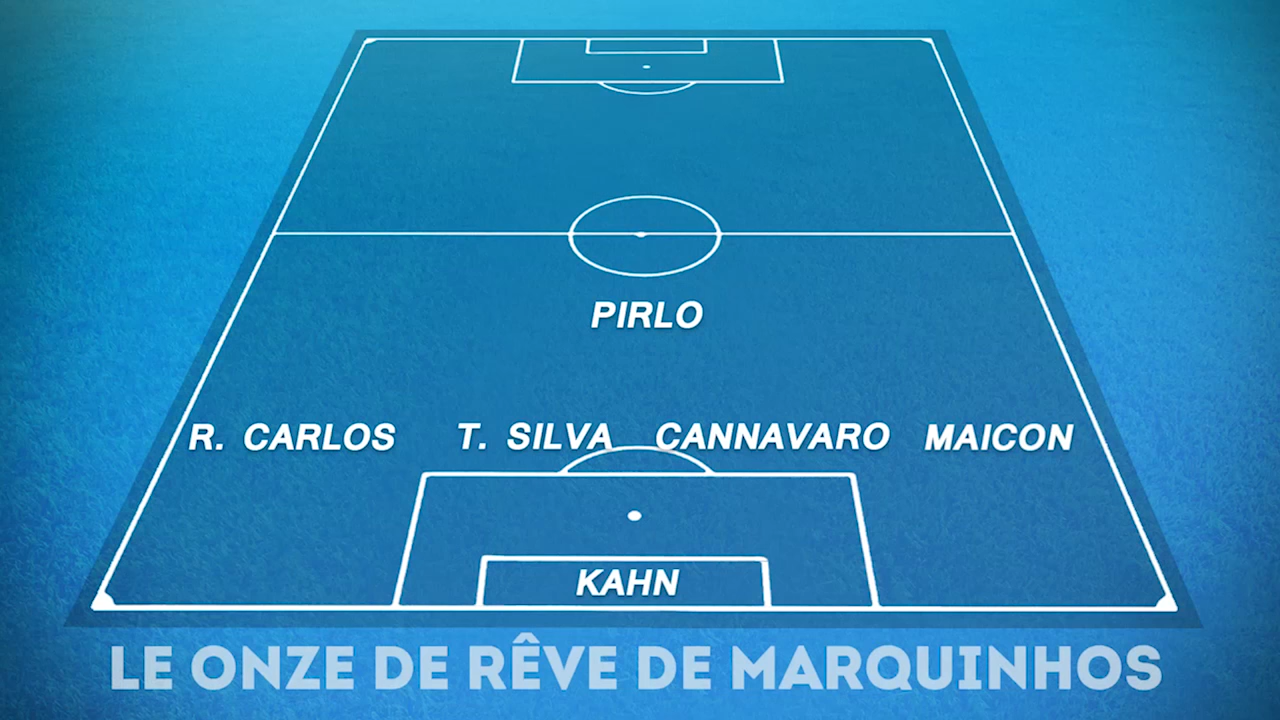 PIRLO
R. CARLOS T. SILVA CANNAVARO MAICON
KAHN
LE ONZE DE RÊVE DE MARQUINHOS